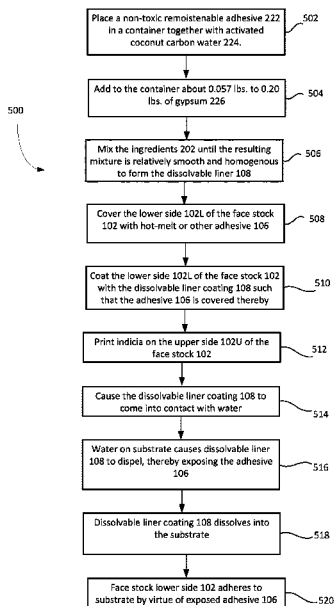 Place a non-toxic remoistenable adhesive 222
in a container together with activated
coconut carbon water 224.
502
Add to the container about 0.057 lbs. to 0.20
lbs. of gypsum 226
504
500
Mix the ingredients 202 until the resulting
mixture is relatively smooth and homogenous
to form the dissolvable liner 108
506
Cover the lower side 102L of the face stock
102 with hot-melt or other adhesive 106
508
Coat the lower side 102L of the face stock 102
with the dissolvable liner coating 108 such
that the adhesive 106 is covered thereby
510
Print indicia on the upper side 102U of the
face stock 102
512
Cause the dissolvable liner coating 108 to
come into contact with water
514
Water on substrate causes dissolvable liner
108 to dispel, thereby exposing the adhesive
106
516
Dissolvable liner coating 108 dissolves into
the substrate
518
Face stock lower side 102 adheres to
substrate by virtue of exposed adhesive 106
520